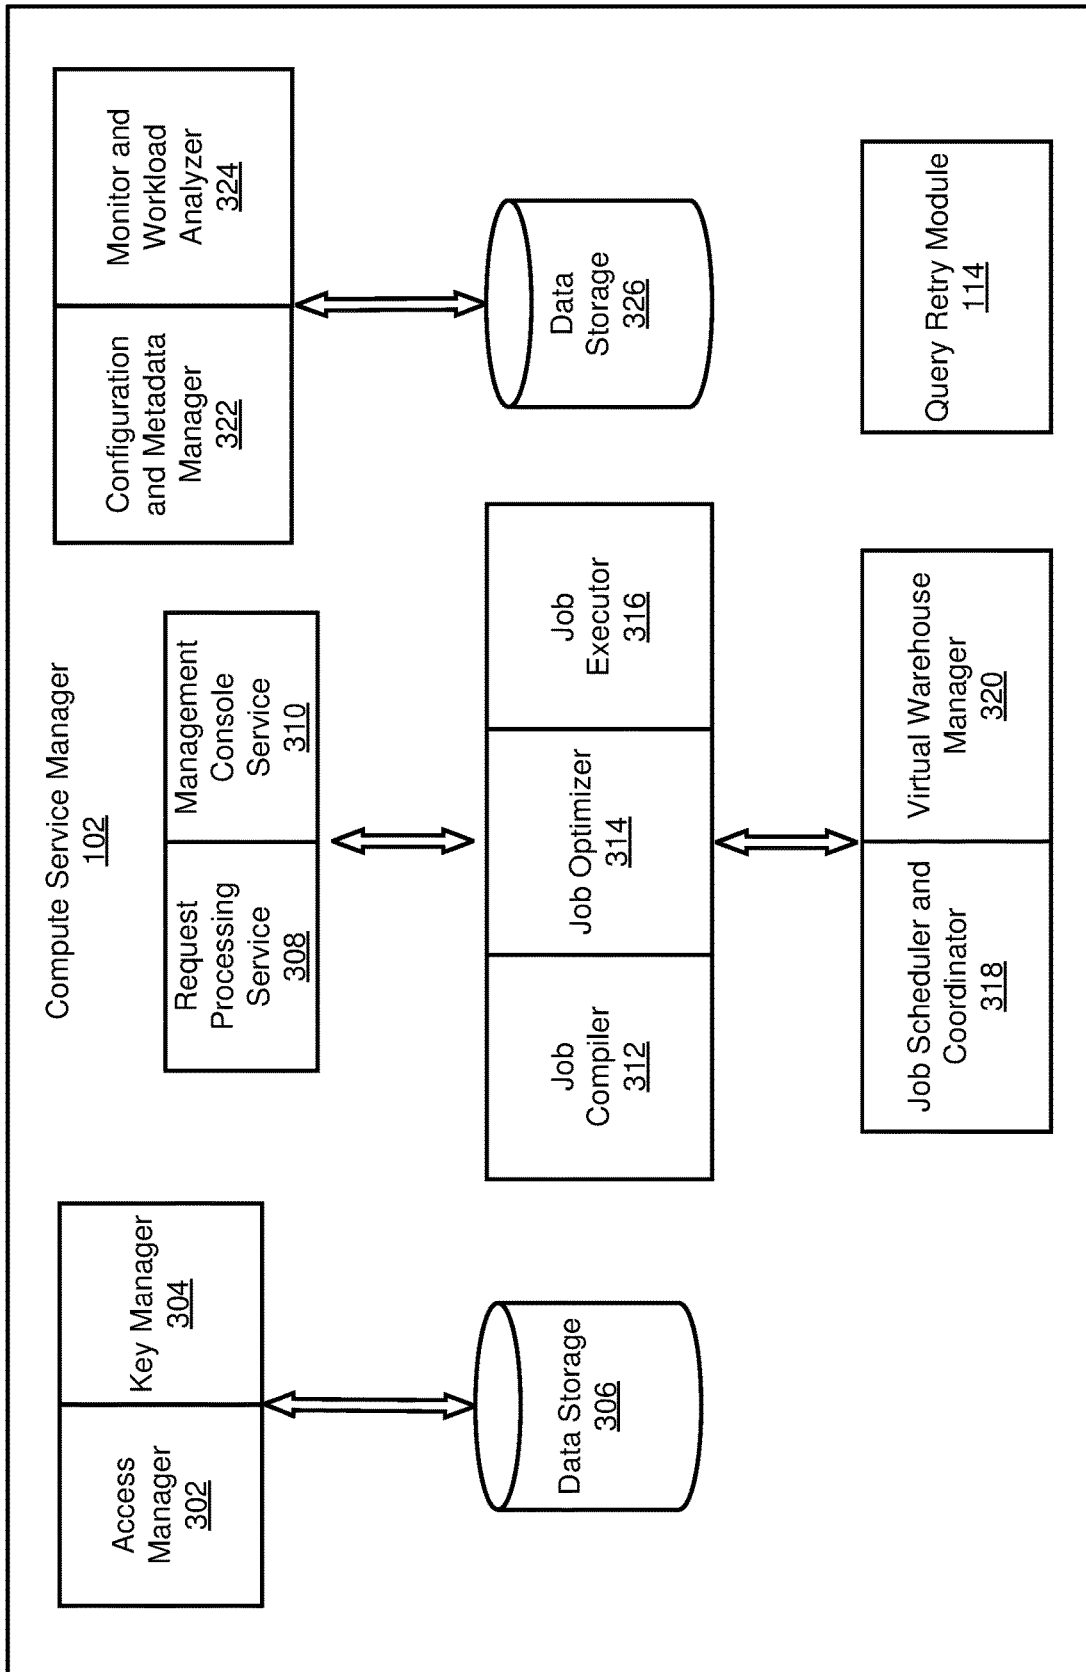 Compute Service Manager
102
Access
Manager
302
Key Manager
304
Request
Processing
Service
308
Management
Console
Service
310
Configuration
and Metadata
Manager
322
Monitor and
Workload
Analyzer
324
Data Storage
306
Job
Compiler
312
Job Optimizer
314
Job
Executor
316
Data
Storage
326
Job Scheduler and
Coordinator
318
Virtual Warehouse
Manager
320
Query Retry Module
114